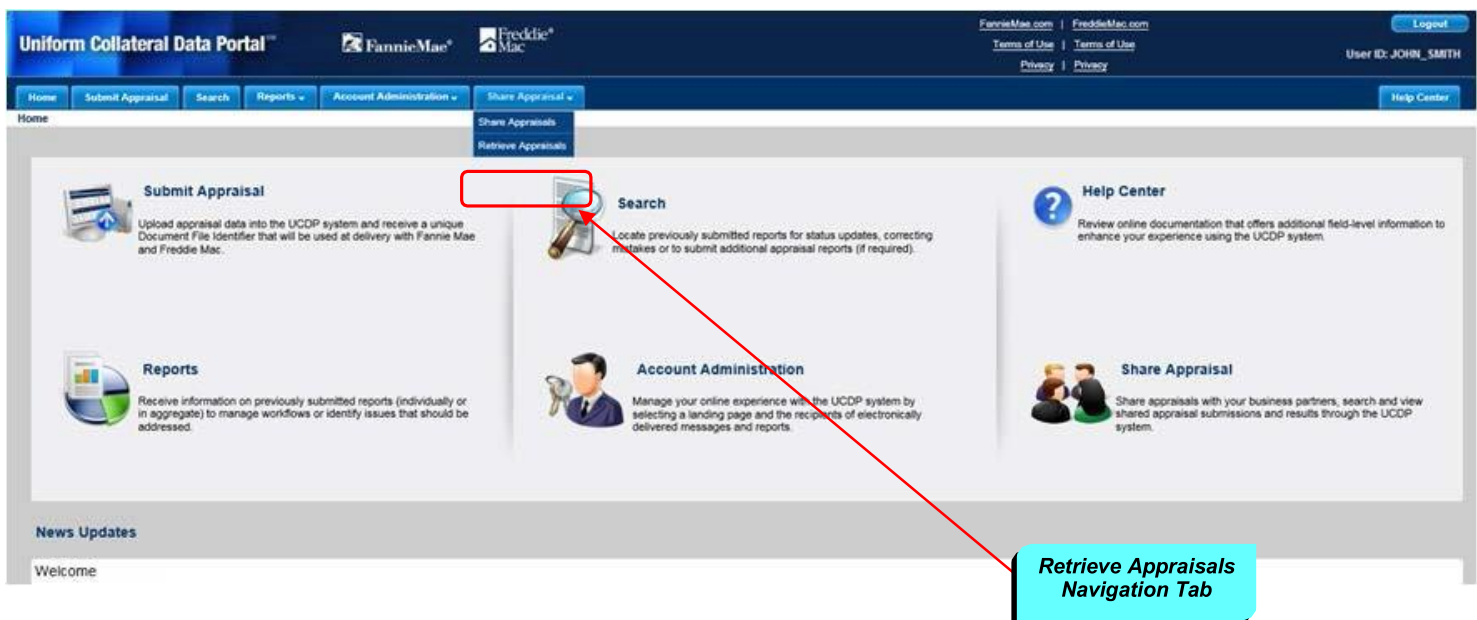 Uniform Collateral Data Portal℠
FannieMae®
Freddie®
Mac
FannieMae.com | FreddieMac.com
Terms of Use | Terms of Use
Privacy | Privacy
Logout
User ID: JOHN_SMITH
Home
Submit Appraisal
Search
Reports
Account Administration
Share Appraisal
Help Center
Home
Share Appraisals
Retrieve Appraisals
Submit Appraisal
Upload appraisal data into the UCDP system and receive a unique
Document File Identifier that will be used at delivery with Fannie Mae
and Freddie Mac.
Search
Locate previously submitted reports for status updates, correcting
mistakes or to submit additional appraisal reports (if required).
Help Center
Review online documentation that offers additional field-level information to
enhance your experience using the UCDP system.
Reports
Receive information on previously submitted reports (individually or
in aggregate) to manage workflows or identify issues that should be
addressed.
Account Administration
Manage your online experience with the UCDP system by
selecting a landing page and the recipients of electronically
delivered messages and reports.
Share Appraisal
Share appraisals with your business partners, search and view
shared appraisal submissions and results through the UCDP
system.
News Updates
Welcome
Retrieve Appraisals
Navigation Tab